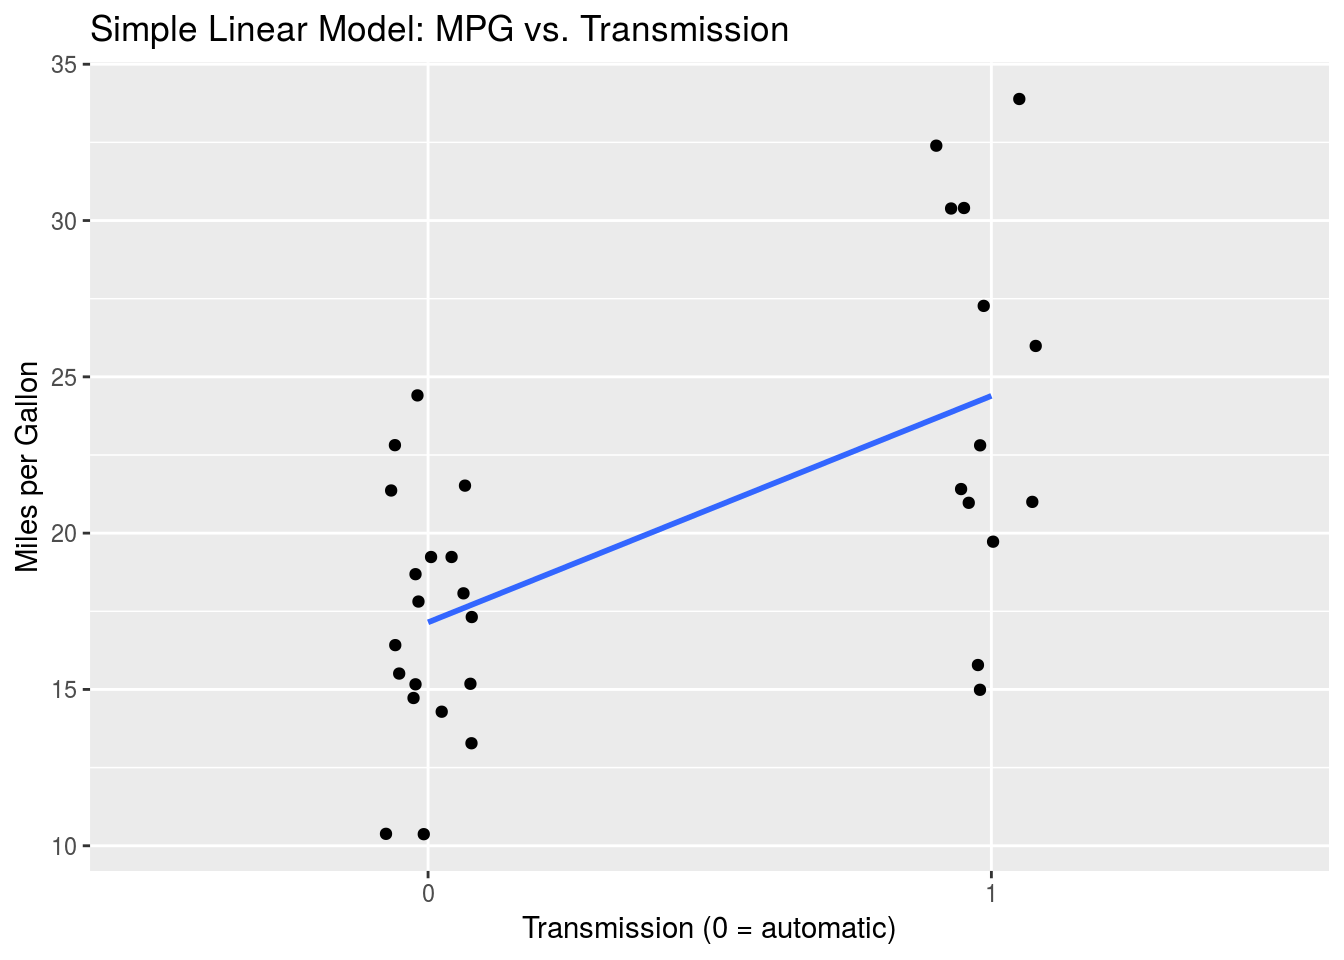 Simple Linear Model: MPG vs. Transmission
35
30
25
20
15
10
Miles per Gallon
0 1
Transmission (0 = automatic)